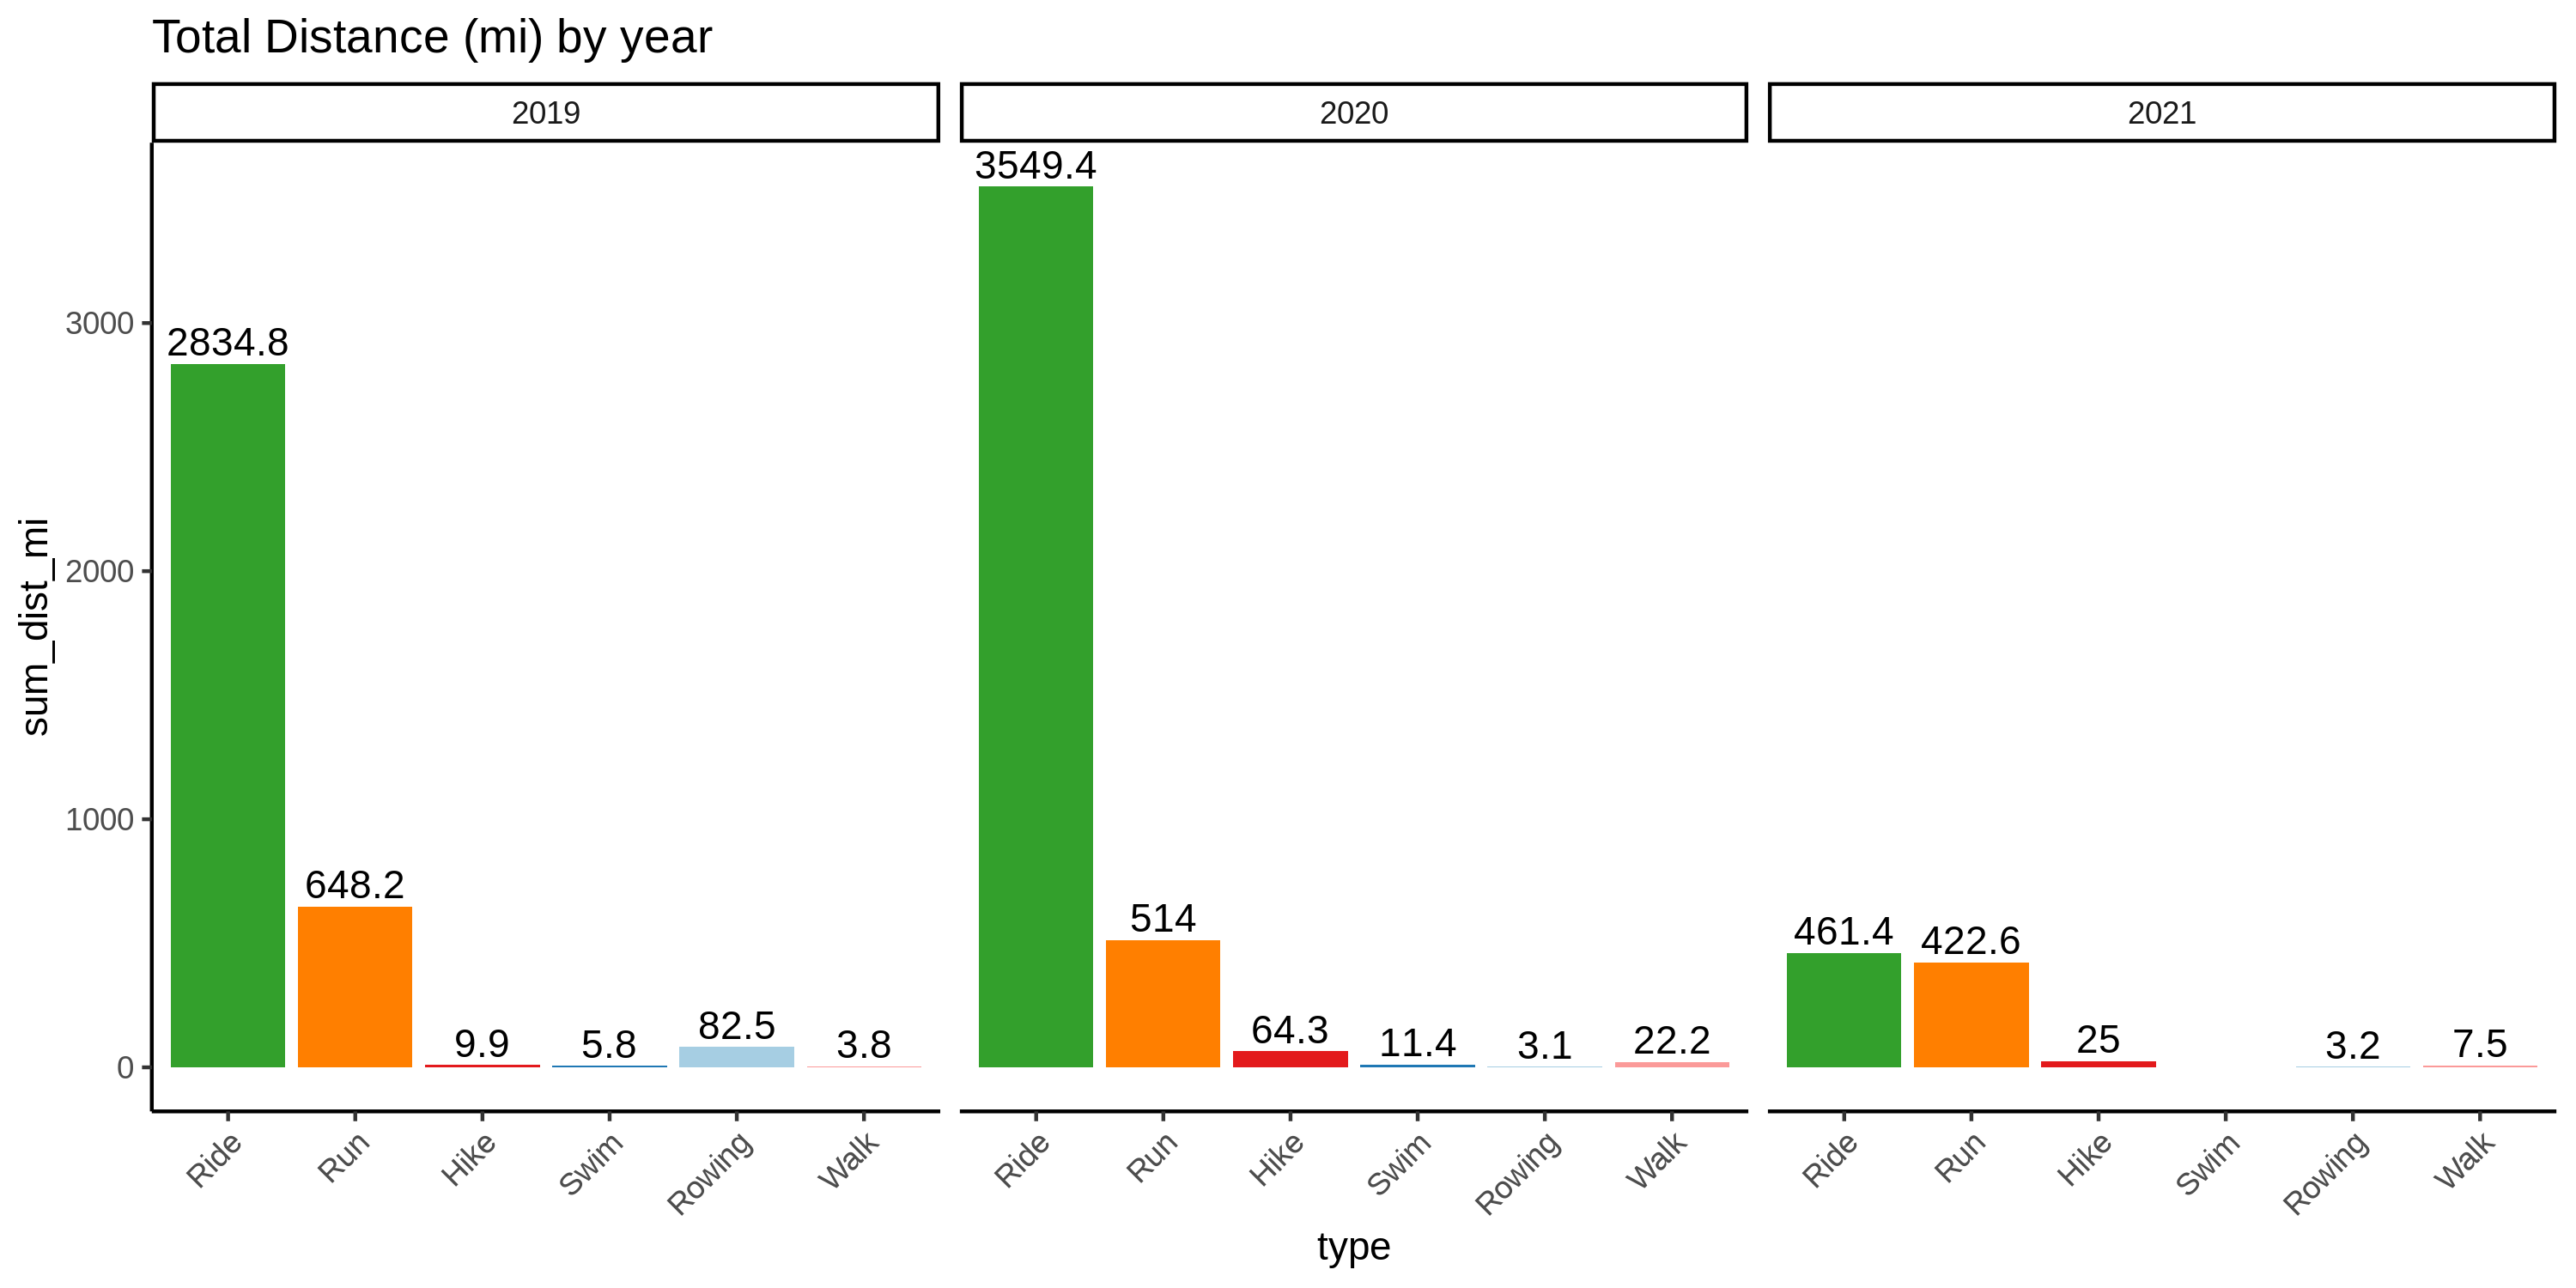 Total Distance (mi) by year
2019 2020 2021
3549.4
3000
2834.8
sum_dist_mi
2000
1000
648.2 514 461.4 422.6
9.9 5.8 82.5 3.8 64.3 11.4 3.1 22.2 25 3.2 7.5
0
Ride Run Hike Swim Rowing Walk Ride Run Hike Swim Rowing Walk Ride Run Hike Swim Rowing Walk
type